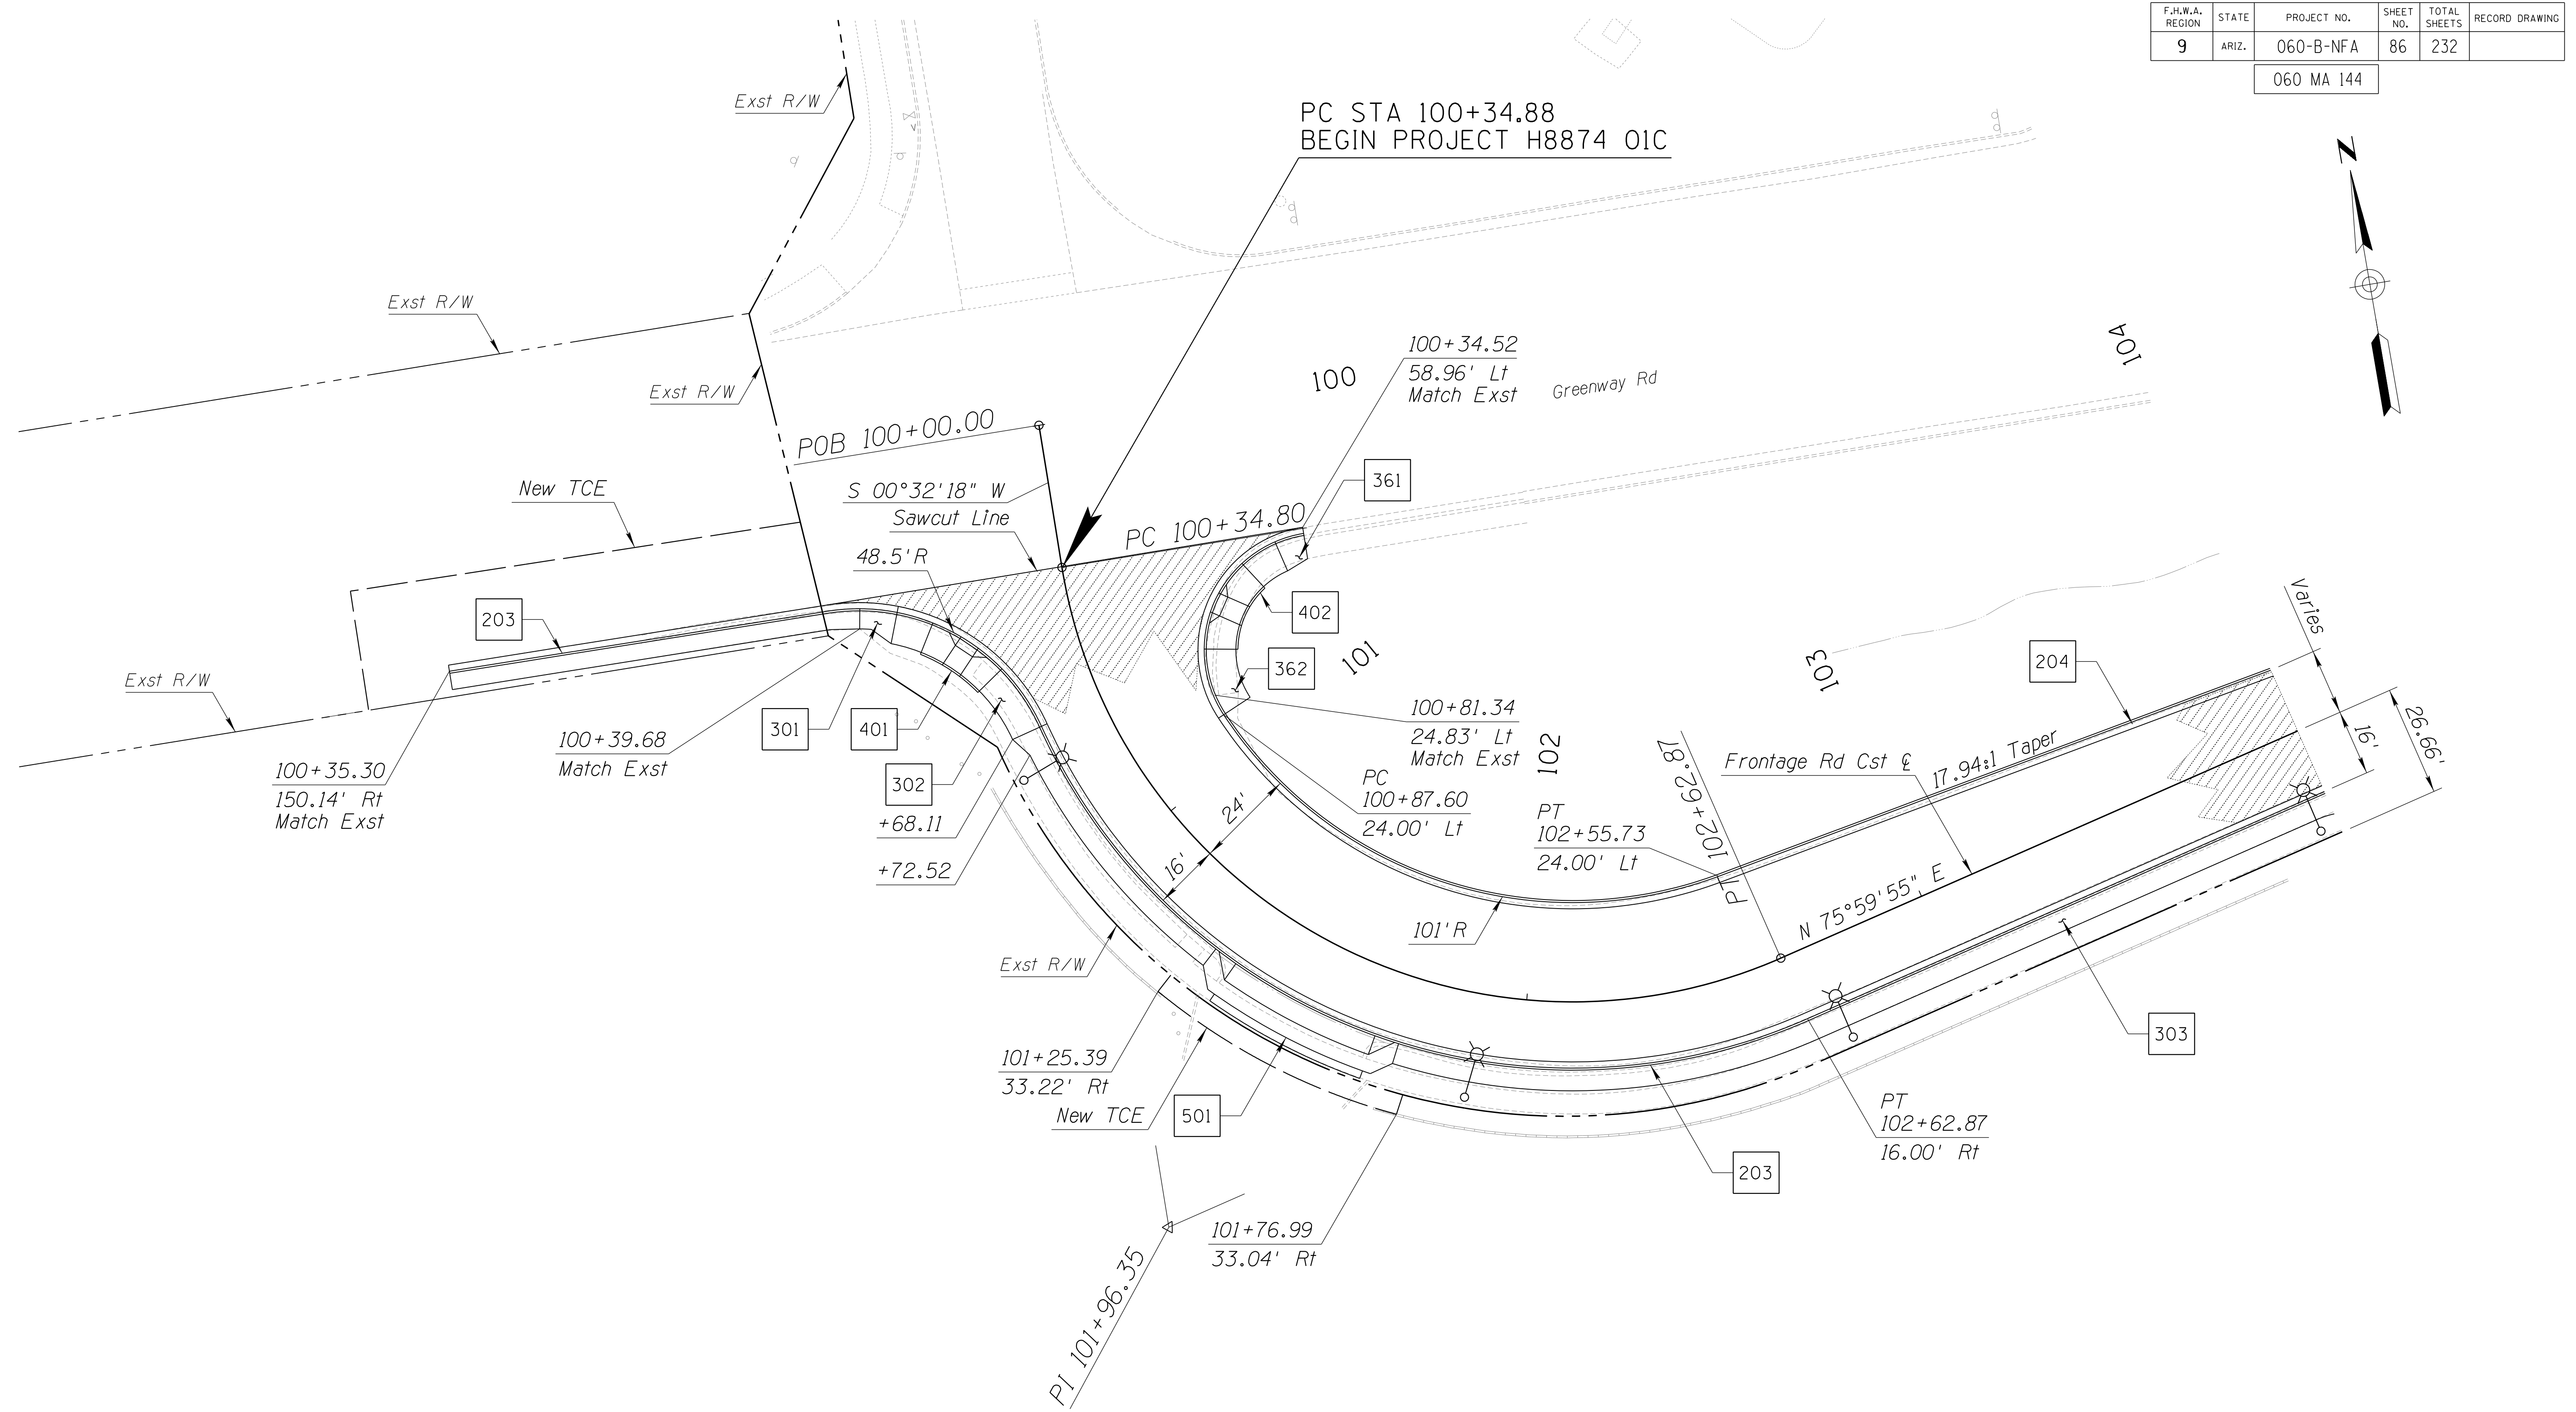 F.H.W.A. REGION
STATE
PROJECT NO.
SHEET NO.
TOTAL SHEETS
RECORD DRAWING
9
ARIZ.
060-B-NFA
86
232
060 MA 144
Exst R/W
PC STA 100+34.88
BEGIN PROJECT H8874 01C
N
Exst R/W
Exst R/W
100+34.52
58.96' Lt
Match Exst
100
Greenway Rd
104
POB 100+00.00
New TCE
S 00°32'18" W
Sawcut Line
PC 100+34.80
361
48.5'R
203
402
Varies
101
103
204
362
Exst R/W
301
401
302
100+39.68
Match Exst
100+35.30
150.14' Rt
Match Exst
100+81.34
24.83' Lt
Match Exst
102
PC
100+87.60
24.00' Lt
PT 102+62.87
Frontage Rd Cst ℄
17.94:1 Taper
16'
26.66'
+68.11
+72.52
24'
16'
PT
102+55.73
24.00' Lt
101'R
N 75°59'55" E
Exst R/W
303
101+25.39
33.22' Rt
New TCE
501
203
PT
102+62.87
16.00' Rt
101+76.99
33.04' Rt
PI 101+96.35